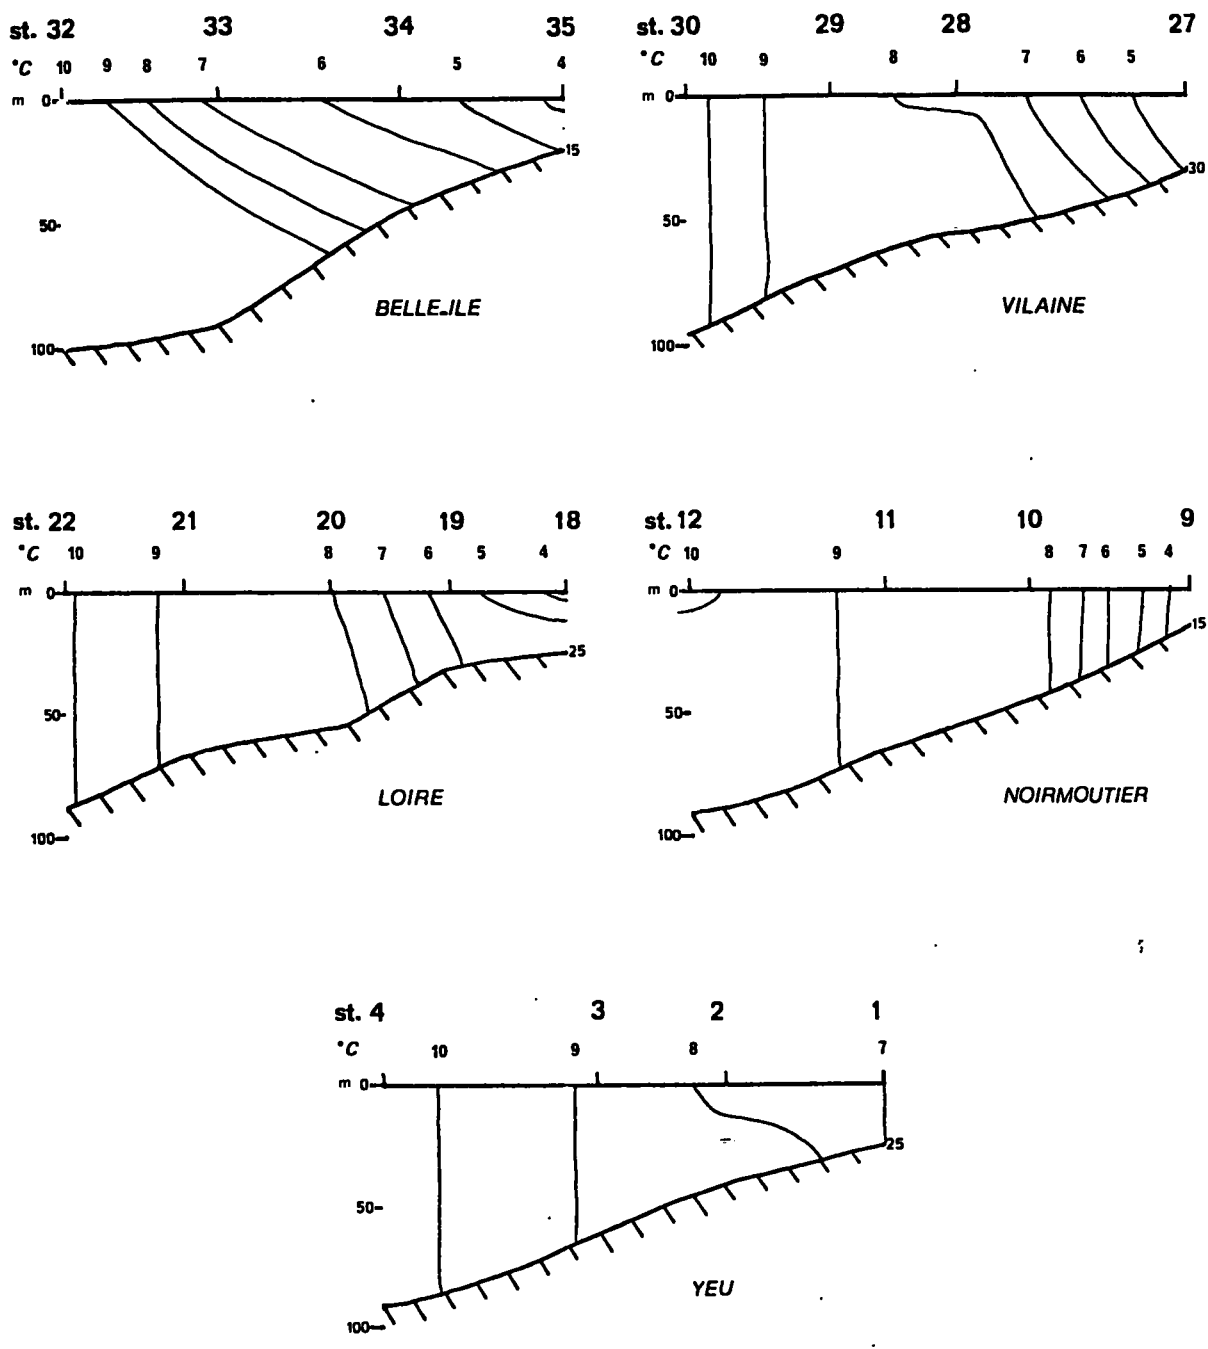 st. 32 33 34 35
°C 10 9 8 7 6 5 4
m 0
15
50
100
BELLE-ILE
st. 30 29 28 27
°C 10 9 8 7 6 5
m 0
30
50
100
VILAINE
st. 22 21 20 19 18
°C 10 9 8 7 6 5 4
m 0
25
50
100
LOIRE
st. 12 11 10 9
°C 10 9 8 7 6 5 4
m 0
15
50
100
NOIRMOUTIER
st. 4 3 2 1
°C 10 9 8 7
m 0
25
50
100
YEU